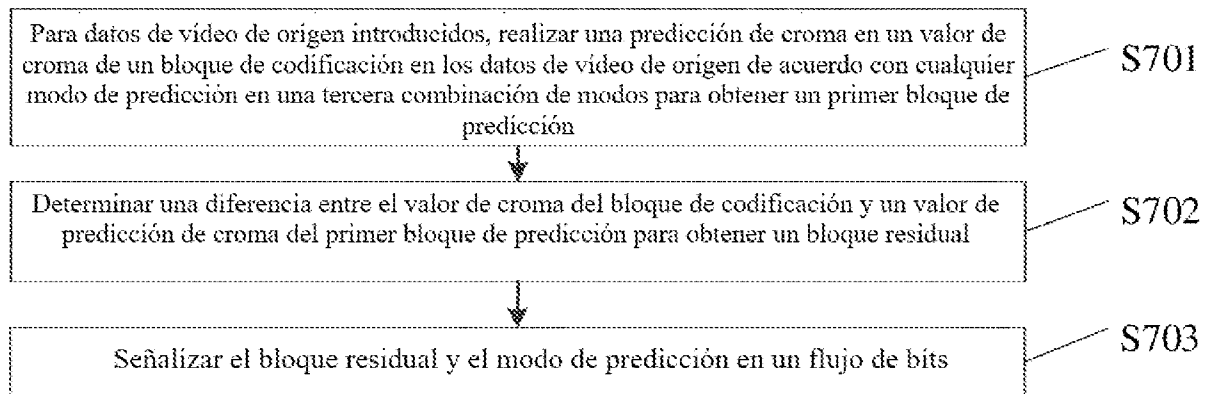 Para datos de vídeo de origen introducidos, realizar una predicción de croma en un valor de
croma de un bloque de codificación en los datos de vídeo de origen de acuerdo con cualquier
modo de predicción en una tercera combinación de modos para obtener un primer bloque de
predicción
S701
Determinar una diferencia entre el valor de croma del bloque de codificación y un valor de
predicción de croma del primer bloque de predicción para obtener un bloque residual
S702
Señalizar el bloque residual y el modo de predicción en un flujo de bits
S703